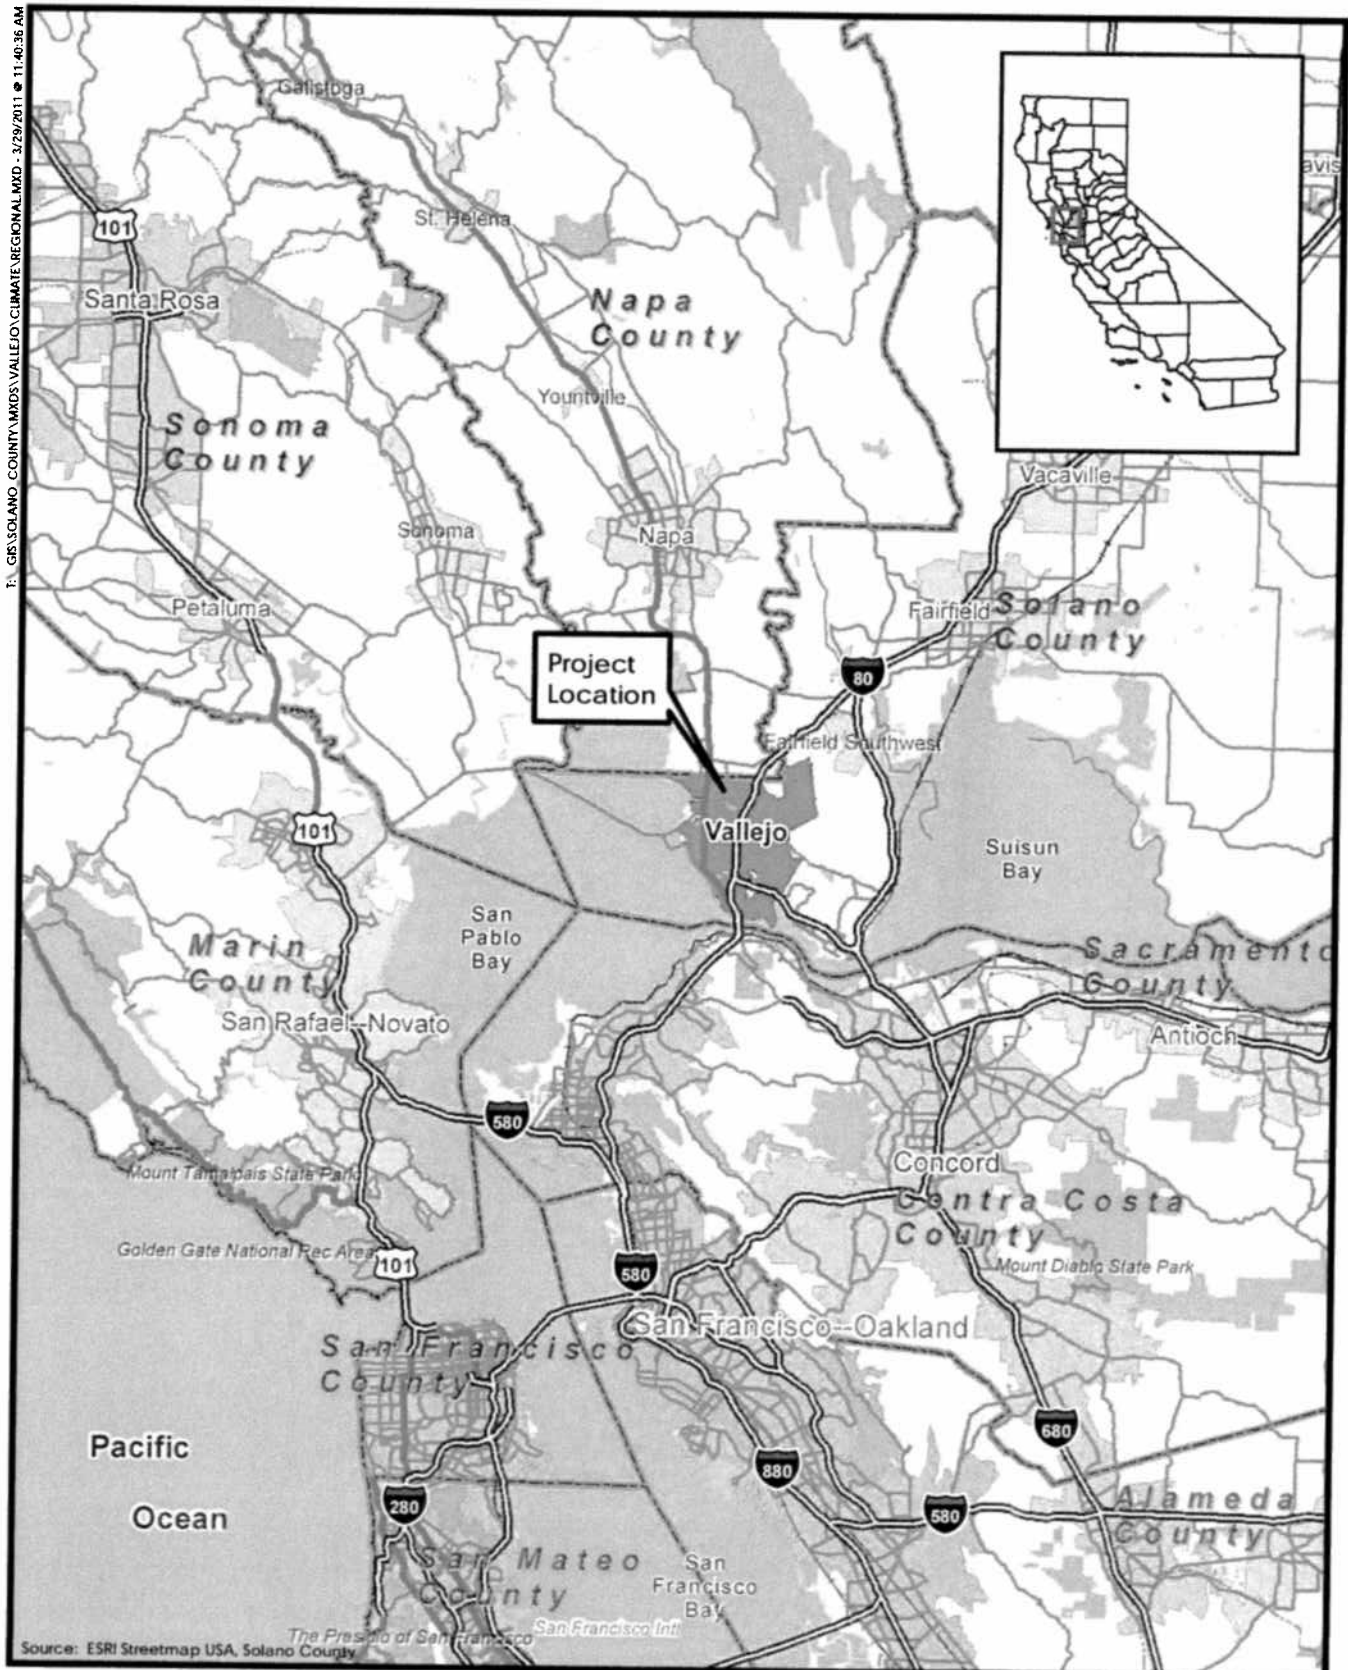 T:\GIS\SOLANO_COUNTY\MXDS\VALLEJO\CLIMATE\REGIONAL.MXD - 3/29/2011 @ 11:40:36 AM
Calistoga
avis
101
St. Helena
Santa Rosa
Napa
County
Yountville
Sonoma
County
Vacaville
Sonoma
Napa
Petaluma
Fairfield
Solano
County
Project
Location
80
Fairfield Southwest
101
Vallejo
Suisun
Bay
San
Pablo
Bay
Marin
County
Sacramento
County
San Rafael--Novato
Antioch
580
Concord
Mount Tamalpais State Park
Contra Costa
County
Golden Gate National Rec Area
101
580
Mount Diablo State Park
San Francisco--Oakland
San Francisco
County
Pacific
Ocean
680
880
280
580
Alameda
County
San Mateo
County
San
Francisco
Bay
San Francisco Intl
The Presidio of San Francisco
Source: ESRI Streetmap USA, Solano County